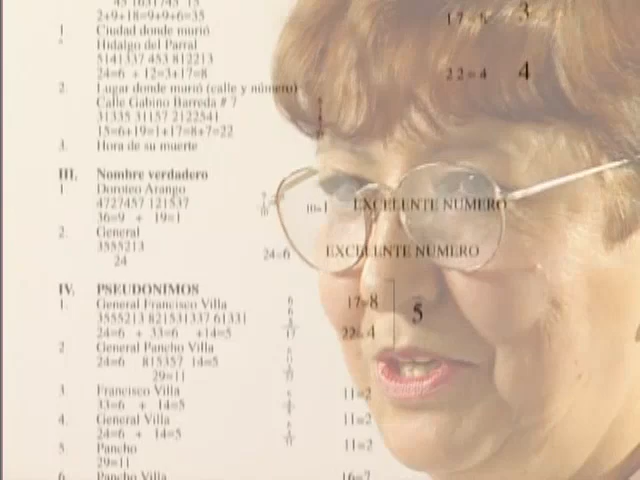 2+9+18=9+9+6=35
17 = 8 3
1 Ciudad donde murió
Hidalgo del Parral
5141337 453 812213
24=6 + 12=3+17=8
22=4 4
2. Lugar donde murió (calle y número)
Calle Gabino Barreda # 7
31335 31157 2122541
15=6+19=1+17=8+7=22
3. Hora de su muerte
III. Nombre verdadero
1. Doroteo Arango
4727457 121537
10=1 EXCELENTE NUMERO
36=9 + 19=1
2. General
3555213
24
24=6 EXCELENTE NUMERO
IV. PSEUDONIMOS
1. General Francisco Villa
3555213 821531337 61331
24=6 + 33=6 +14=5
17=8
5
22=4
2 General Pancho Villa
24=6 815357 14=5
29=11
3. Francisco Villa
33=6 + 14=5
11=2
4. General Villa
24=6 + 14=5
11=2
5. Pancho
29=11
11=2
6. Pancho Villa
16=7